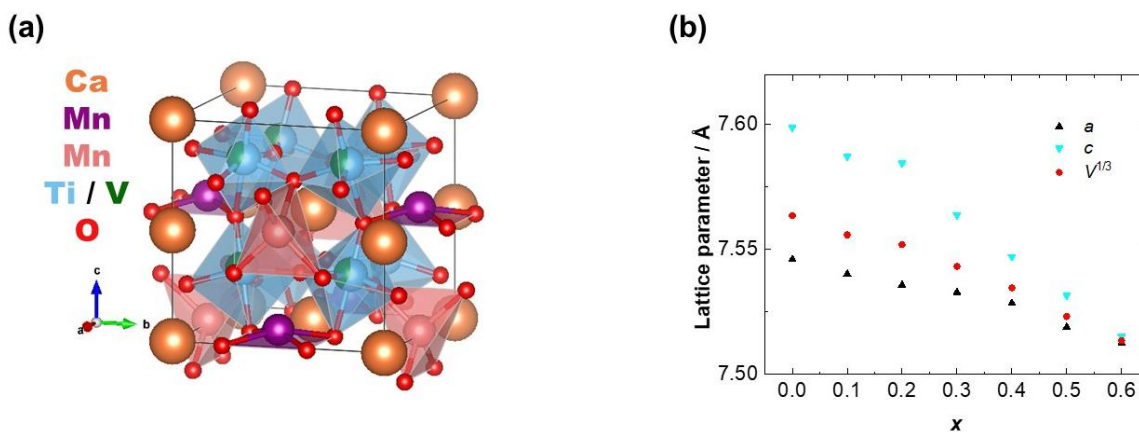 (a)
Ca
Mn
Mn
Ti / V
O
c
a
b
(b)
Lattice parameter / Å
7.60
7.55
7.50
a
c
V1/3
0.0 0.1 0.2 0.3 0.4 0.5 0.6
x